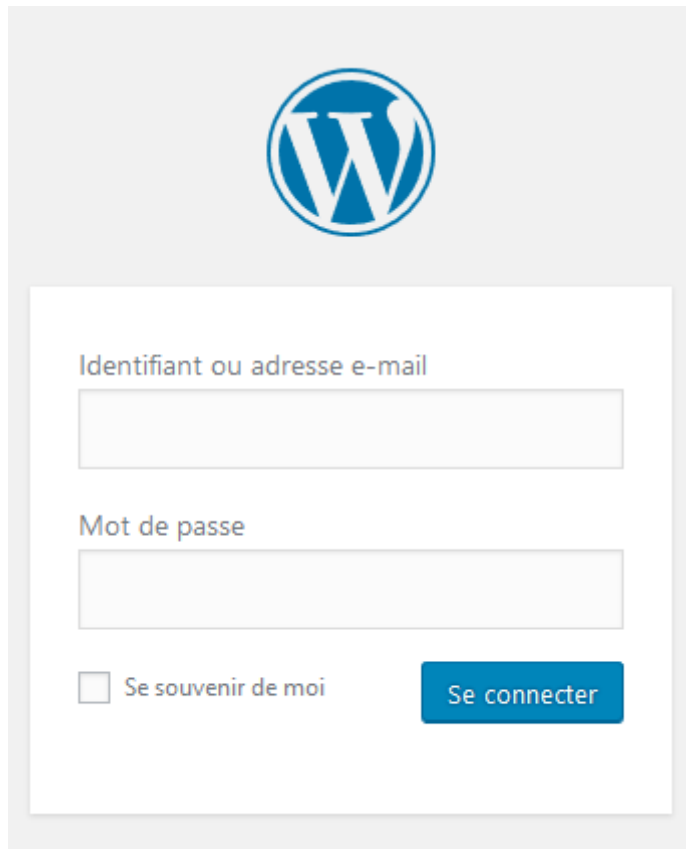 Identifiant ou adresse e-mail
Mot de passe
Se souvenir de moi
Se connecter